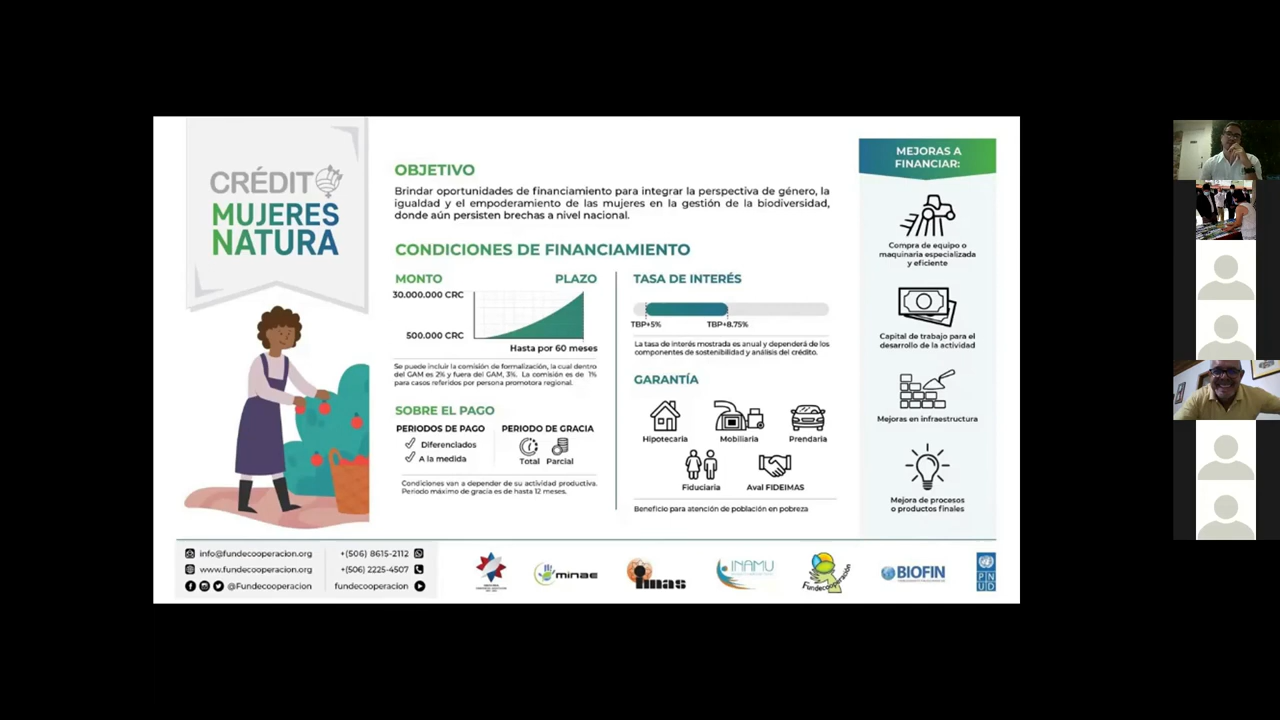 CRÉDITO
MUJERES
NATURA
OBJETIVO
Brindar oportunidades de financiamiento para integrar la perspectiva de género, la
igualdad y el empoderamiento de las mujeres en la gestión de la biodiversidad,
donde aún persisten brechas a nivel nacional.
CONDICIONES DE FINANCIAMIENTO
MONTO
PLAZO
30.000.000 CRC
500.000 CRC
Hasta por 60 meses
Se puede incluir la comisión de formalización, la cual dentro
del GAM es 2% y fuera del GAM, 3%. La comisión es de 1%
para casos referidos por persona promotora regional.
SOBRE EL PAGO
PERIODOS DE PAGO
Diferenciados
A la medida
PERIODO DE GRACIA
Total Parcial
Condiciones van a depender de su actividad productiva.
Periodo máximo de gracia es de hasta 12 meses.
TASA DE INTERÉS
TBP+5%
TBP+8.75%
La tasa de interés mostrada es anual y dependerá de los
componentes de sostenibilidad y análisis del crédito.
GARANTÍA
Hipotecaria
Mobiliaria
Prendaria
Fiduciaria
Aval FIDEIMAS
Beneficio para atención de población en pobreza
MEJORAS A
FINANCIAR:
Compra de equipo o
maquinaria especializada
y eficiente
Capital de trabajo para el
desarrollo de la actividad
Mejoras en infraestructura
Mejora de procesos
o productos finales
info@fundecooperacion.org
www.fundecooperacion.org
@Fundecooperacion
+(506) 8615-2112
+(506) 2225-4507
fundecooperacion
minae
imas
INAMU
Fundecooperación
BIOFIN
PN
UD